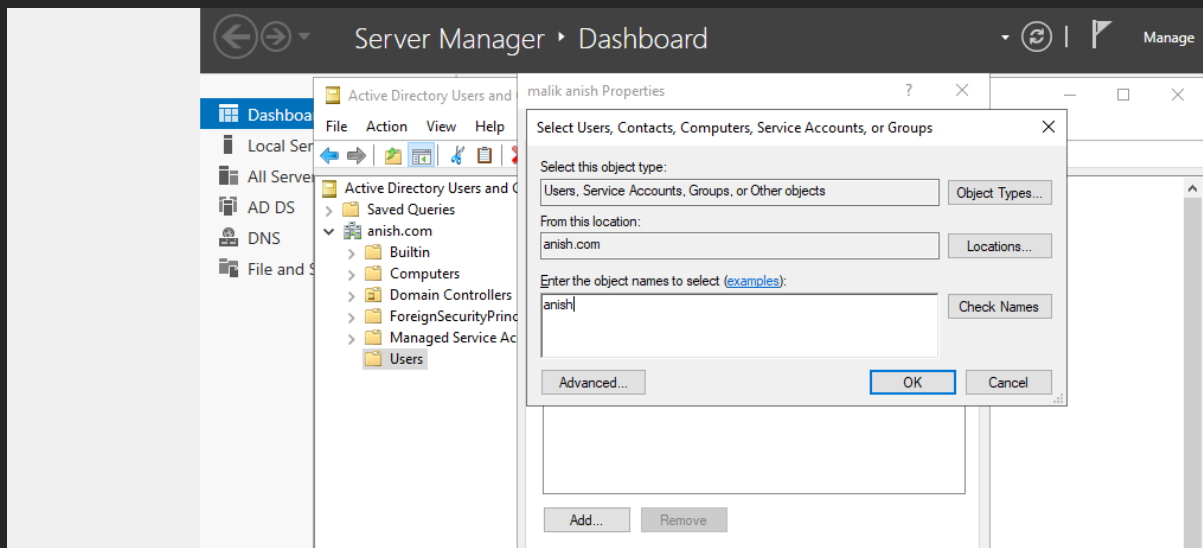 Server Manager ‣ Dashboard
Manage
Active Directory Users and
malik anish Properties
?
File Action View Help
Dashboa
Local Ser
All Server
AD DS
DNS
File and S
Active Directory Users and C
Saved Queries
anish.com
Builtin
Computers
Domain Controllers
ForeignSecurityPrinc
Managed Service Ac
Users
Select Users, Contacts, Computers, Service Accounts, or Groups
Select this object type:
Users, Service Accounts, Groups, or Other objects
Object Types...
From this location:
anish.com
Locations...
Enter the object names to select (examples):
anish
Check Names
Advanced...
OK
Cancel
Add...
Remove